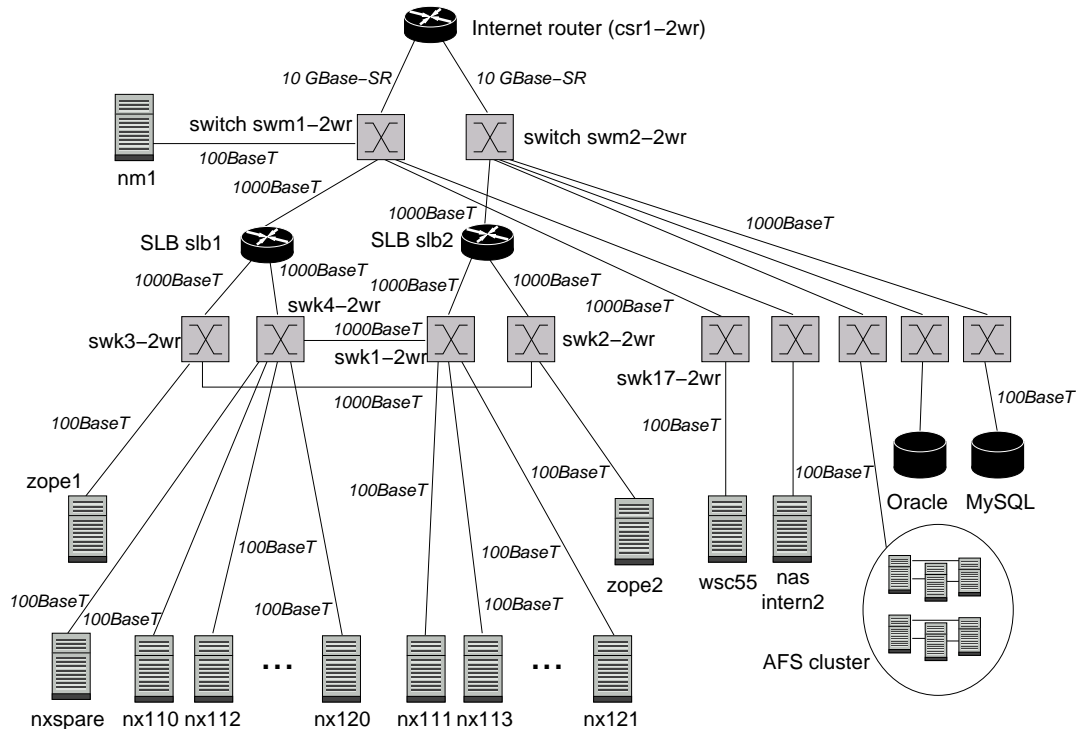 Internet router (csr1−2wr)
10 GBase−SR
10 GBase−SR
switch swm1−2wr
switch swm2−2wr
100BaseT
nm1
1000BaseT
1000BaseT
1000BaseT
SLB slb1
SLB slb2
1000BaseT
1000BaseT
1000BaseT
1000BaseT
1000BaseT
swk4−2wr
swk3−2wr
1000BaseT
swk1−2wr
swk2−2wr
swk17−2wr
1000BaseT
100BaseT
100BaseT
100BaseT
zope1
100BaseT
100BaseT
100BaseT
Oracle
MySQL
100BaseT
100BaseT
zope2
wsc55
nas
intern2
100BaseT
100BaseT
AFS cluster
...
...
nxspare
nx110
nx112
nx120
nx111
nx113
nx121